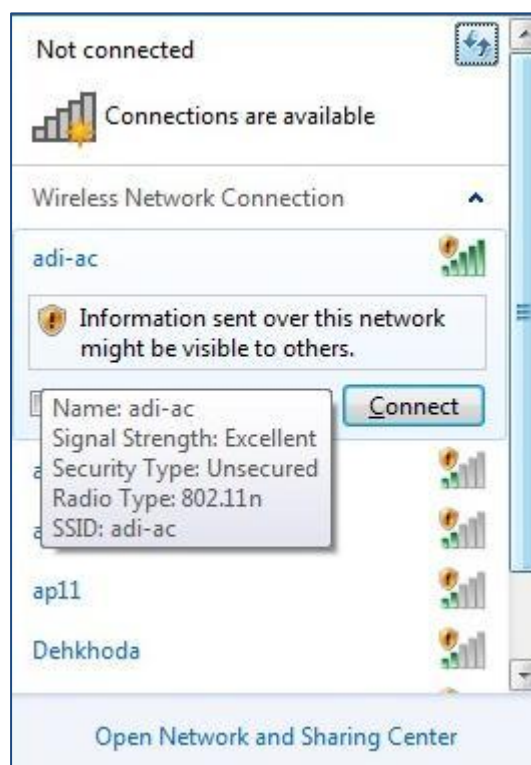 Not connected
Connections are available
Wireless Network Connection
adi-ac
Information sent over this network
might be visible to others.
Connect
Name: adi-ac
Signal Strength: Excellent
Security Type: Unsecured
Radio Type: 802.11n
SSID: adi-ac
ap11
Dehkhoda
Open Network and Sharing Center